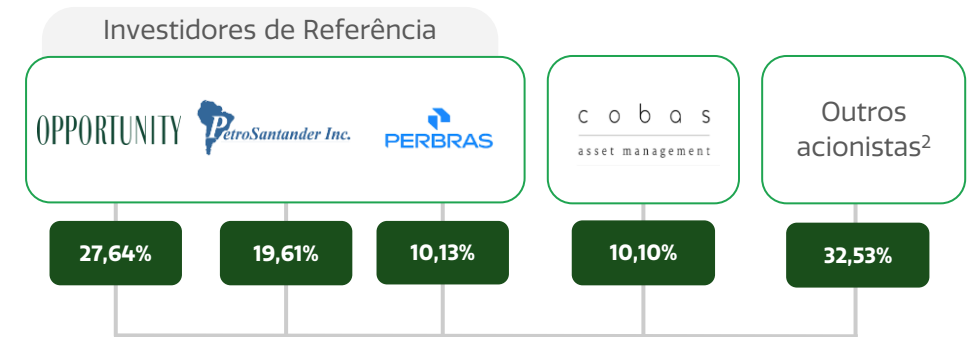 Investidores de Referência
OPPORTUNITY
PetroSantander Inc.
PERBRAS
cobas
asset management
Outros
acionistas²
27,64%
19,61%
10,13%
10,10%
32,53%